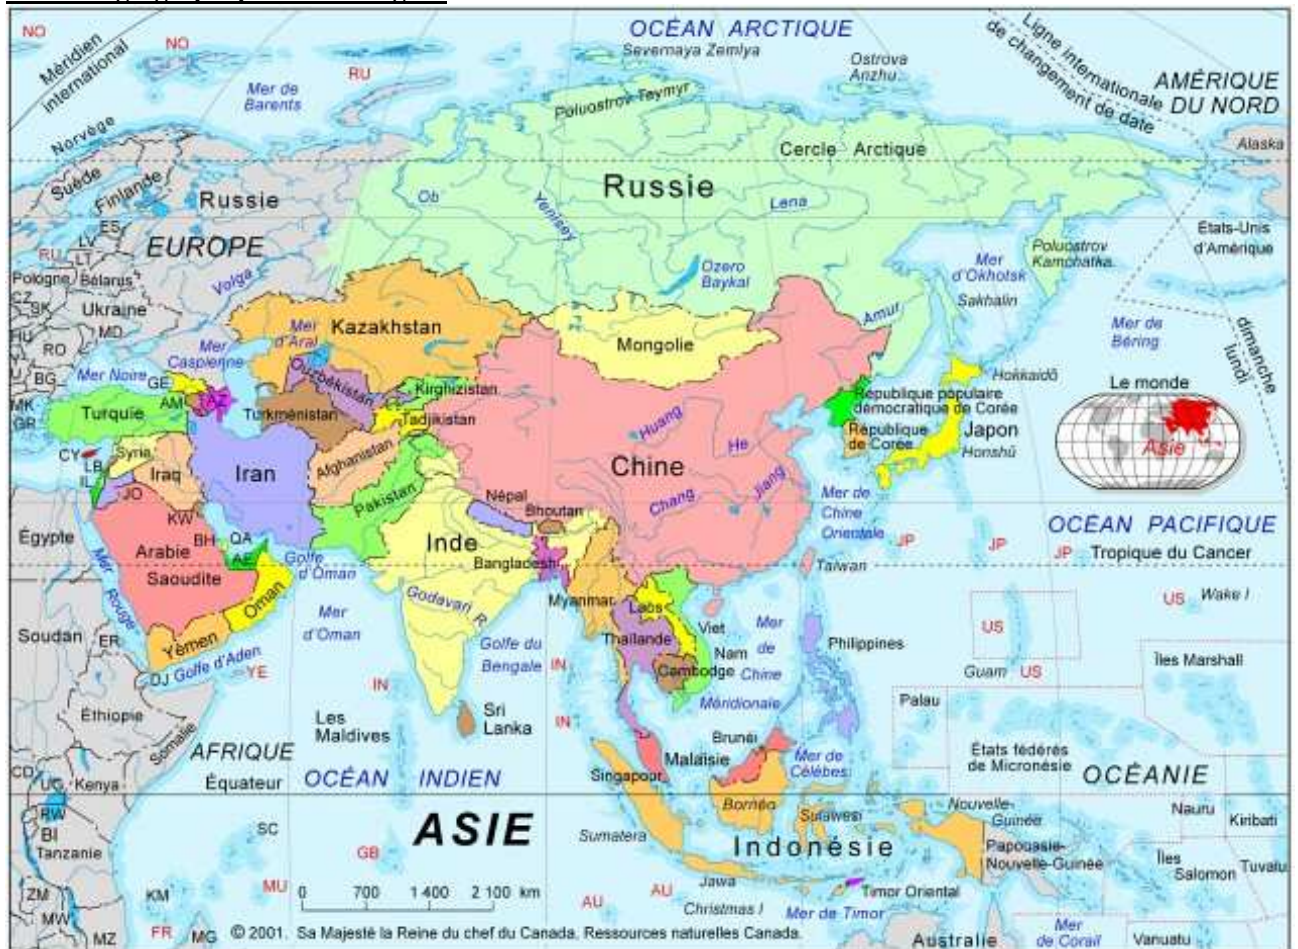 NO
Méridien
international
NO
RU
Mer de
Barents
OCÉAN ARCTIQUE
Severnaya Zemlya
Ostrova
Anzhu
Ligne internationale
de changement de date
AMÉRIQUE
DU NORD
Alaska
Poluostrov Taymyr
Cercle Arctique
Norvège
Suède
Finlande
Russie
Russie
Ob
Yenisey
Lena
EUROPE
ES
LV
LT
RU
Pologne
Bélarus
Volga
Ozero
Baykal
Mer
d'Okhotsk
Poluostrov
Kamchatka
États-Unis
d'Amérique
CZ
SK
Ukraine
HU
MD
RO
BG
MK
GR
Mer Noire
Mer
Caspienne
Mer
d'Aral
Kazakhstan
Mongolie
Amur
Sakhalin
Mer de
Béring
dimanche
lundi
GE
AM
AZ
Turquie
Ouzbékistan
Kirghizistan
Turkménistan
Tadjikistan
Hokkaidō
République populaire
démocratique de Corée
République
de Corée
Japon
Honshū
Le monde
Asie
CY
LB
IL
Syrie
JO
Iraq
Iran
Afghanistan
Pakistan
Chine
Huang
He
Chang
Jiang
Mer de
Chine
Orientale
OCÉAN PACIFIQUE
Égypte
KW
BH
QA
AE
Arabie
Saoudite
Golfe
d'Oman
Oman
Mer Rouge
Népal
Bhoutan
Inde
Bangladesh
Myanmar
Taiwan
JP
JP
JP
Tropique du Cancer
US
Wake I
Soudan
ER
Yémen
Golfe d'Aden
DJ
YE
Mer
d'Oman
Godavari R
Golfe du
Bengale
IN
IN
IN
Laos
Thaïlande
Viet
Nam
Cambodge
Mer
de
Chine
Méridionale
Philippines
US
Guam
US
Îles Marshall
Palau
Éthiopie
Somalie
Les
Maldives
Sri
Lanka
AFRIQUE
Équateur
OCÉAN INDIEN
Brunéi
Malaisie
Singapour
Mer de
Célèbes
États fédérés
de Micronésie
OCÉANIE
CD
UG
Kenya
RW
BI
Tanzanie
SC
ASIE
GB
Sumatera
Bornéo
Sulawesi
Indonésie
Nouvelle-
Guinée
Papouasie-
Nouvelle-Guinée
Nauru
Kiribati
Îles
Salomon
Tuvalu
ZM
MW
MZ
KM
FR
MG
MU
0 700 1 400 2 100 km
AU
AU
Jawa
Christmas I
Timor Oriental
Mer de Timor
Australie
Mer
de Corail
Vanuatu
© 2001. Sa Majesté la Reine du chef du Canada, Ressources naturelles Canada.